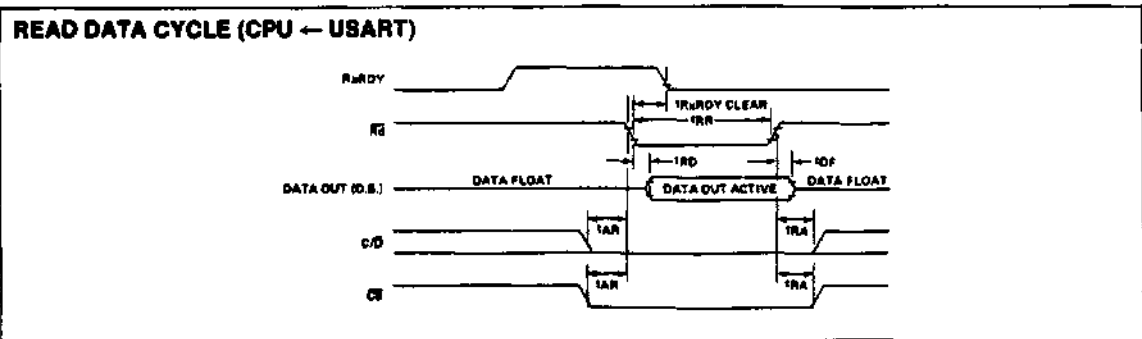 READ DATA CYCLE (CPU ← USART)
RxRDY
tRxRDY CLEAR
tRR
R̅d̅
tRD
tDF
DATA OUT (D.B.)
DATA FLOAT
DATA OUT ACTIVE
DATA FLOAT
tAR
tRA
C/D̅
tAR
tRA
C̅S̅